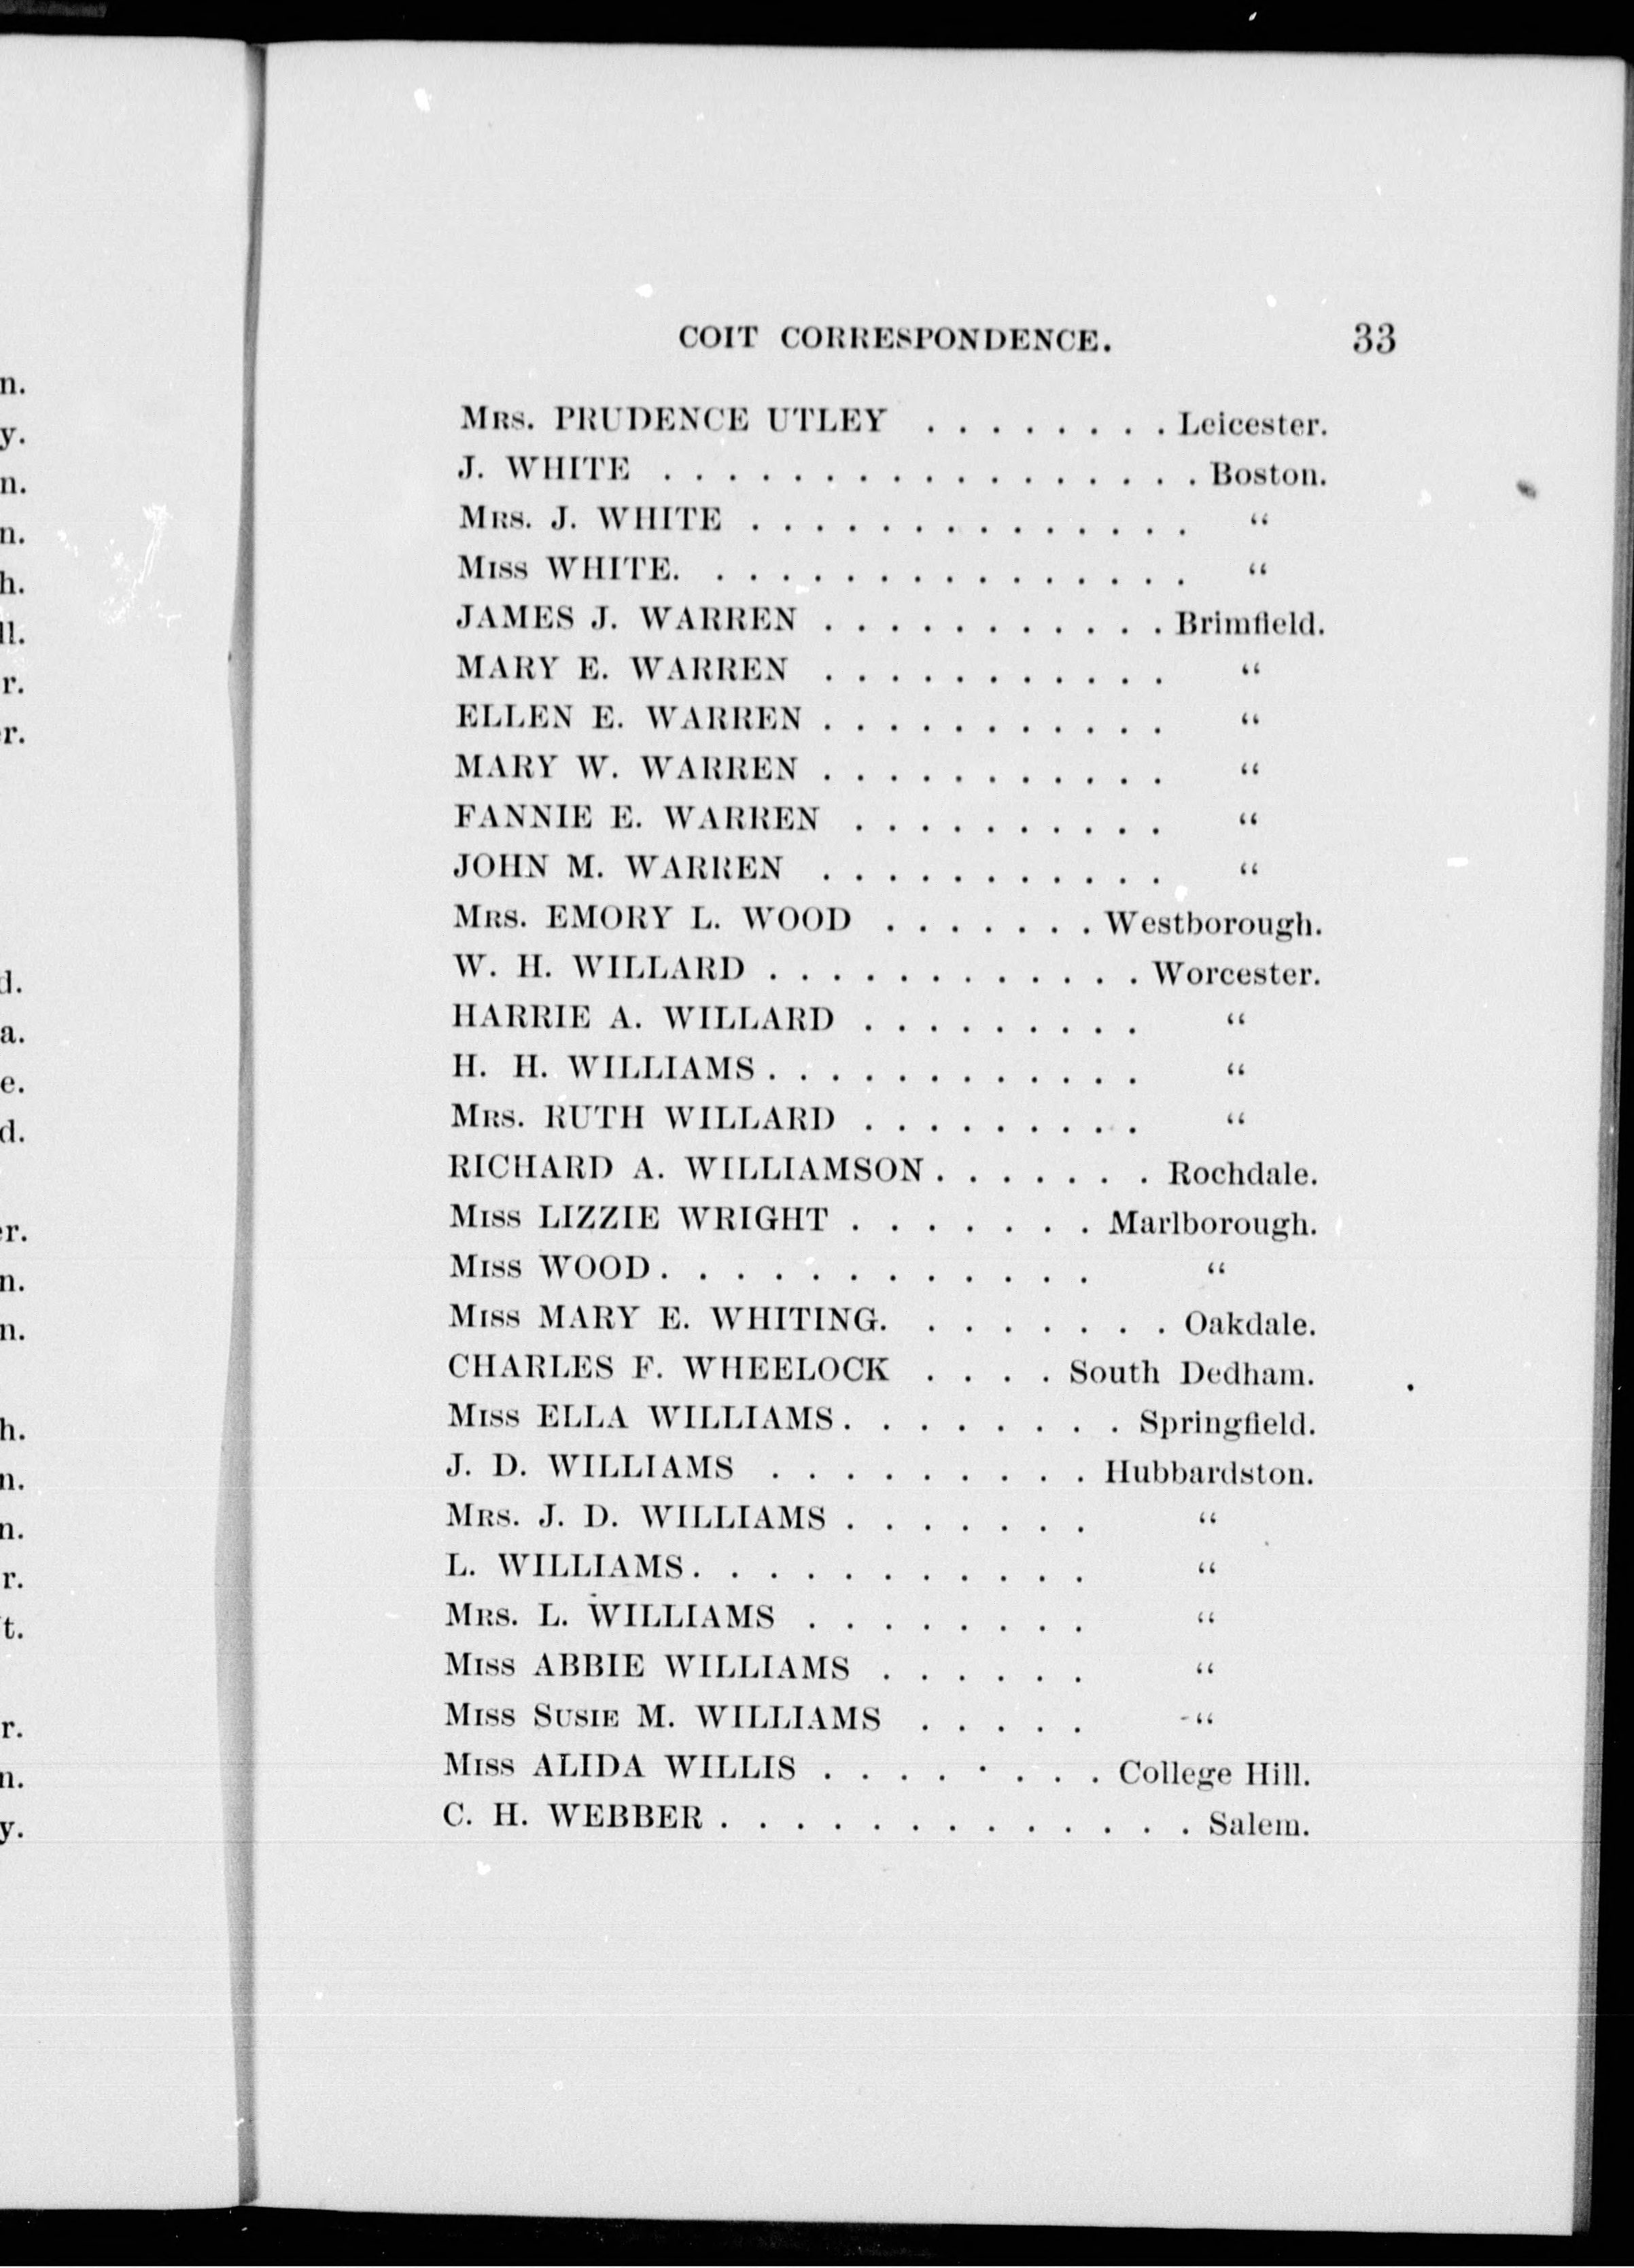 COIT CORRESPONDENCE. 33
Mrs. PRUDENCE UTLEY . . . . . . . . Leicester.
J. WHITE . . . . . . . . . . . . . . . . . Boston.
Mrs. J. WHITE . . . . . . . . . . . . . . “
Miss WHITE. . . . . . . . . . . . . . . . “
JAMES J. WARREN . . . . . . . . . . . Brimfield.
MARY E. WARREN . . . . . . . . . . . “
ELLEN E. WARREN . . . . . . . . . . . “
MARY W. WARREN . . . . . . . . . . . “
FANNIE E. WARREN . . . . . . . . . . “
JOHN M. WARREN . . . . . . . . . . . “
Mrs. EMORY L. WOOD . . . . . . . Westborough.
W. H. WILLARD . . . . . . . . . . . . Worcester.
HARRIE A. WILLARD . . . . . . . . . “
H. H. WILLIAMS . . . . . . . . . . . . “
Mrs. RUTH WILLARD . . . . . . . . . “
RICHARD A. WILLIAMSON . . . . . . . Rochdale.
Miss LIZZIE WRIGHT . . . . . . . Marlborough.
Miss WOOD . . . . . . . . . . . . “
Miss MARY E. WHITING. . . . . . . . Oakdale.
CHARLES F. WHEELOCK . . . . South Dedham.
Miss ELLA WILLIAMS . . . . . . . . Springfield.
J. D. WILLIAMS . . . . . . . . . Hubbardston.
Mrs. J. D. WILLIAMS . . . . . . . “
L. WILLIAMS . . . . . . . . . . . “
Mrs. L. WILLIAMS . . . . . . . . “
Miss ABBIE WILLIAMS . . . . . . “
Miss Susie M. WILLIAMS . . . . . “
Miss ALIDA WILLIS . . . . . . . . College Hill.
C. H. WEBBER . . . . . . . . . . . . . Salem.